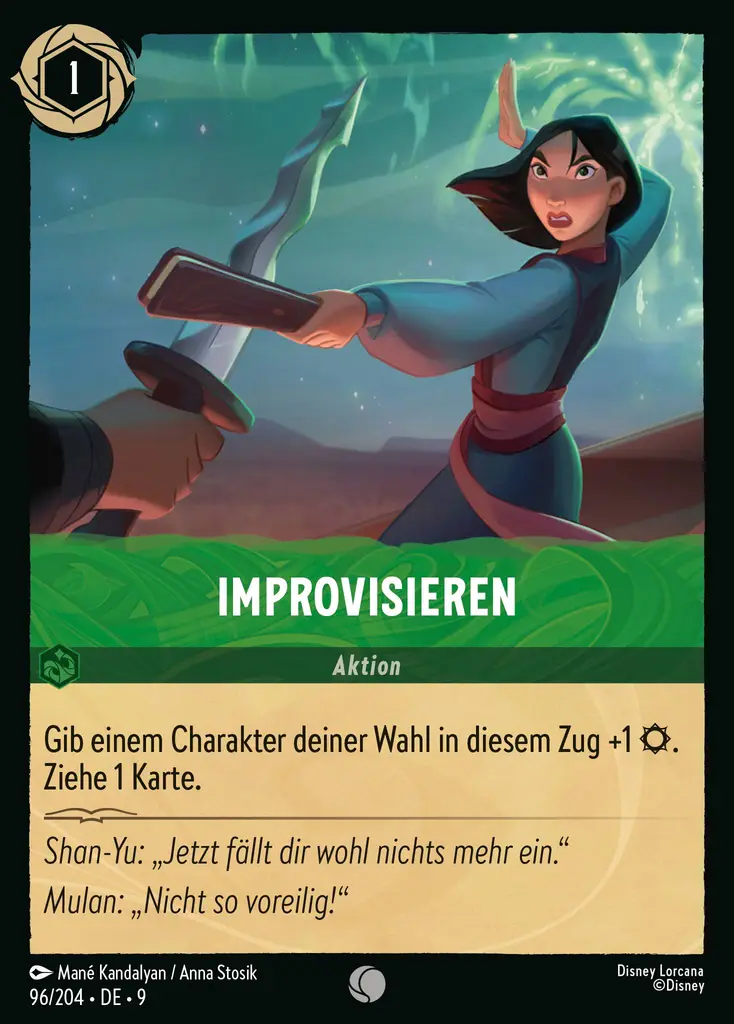 1
IMPROVISIEREN
Aktion
Gib einem Charakter deiner Wahl in diesem Zug +1 .
Ziehe 1 Karte.
Shan-Yu: „Jetzt fällt dir wohl nichts mehr ein.“
Mulan: „Nicht so voreilig!“
Mané Kandalyan / Anna Stosik
Disney Lorcana
96/204 • DE • 9
©Disney